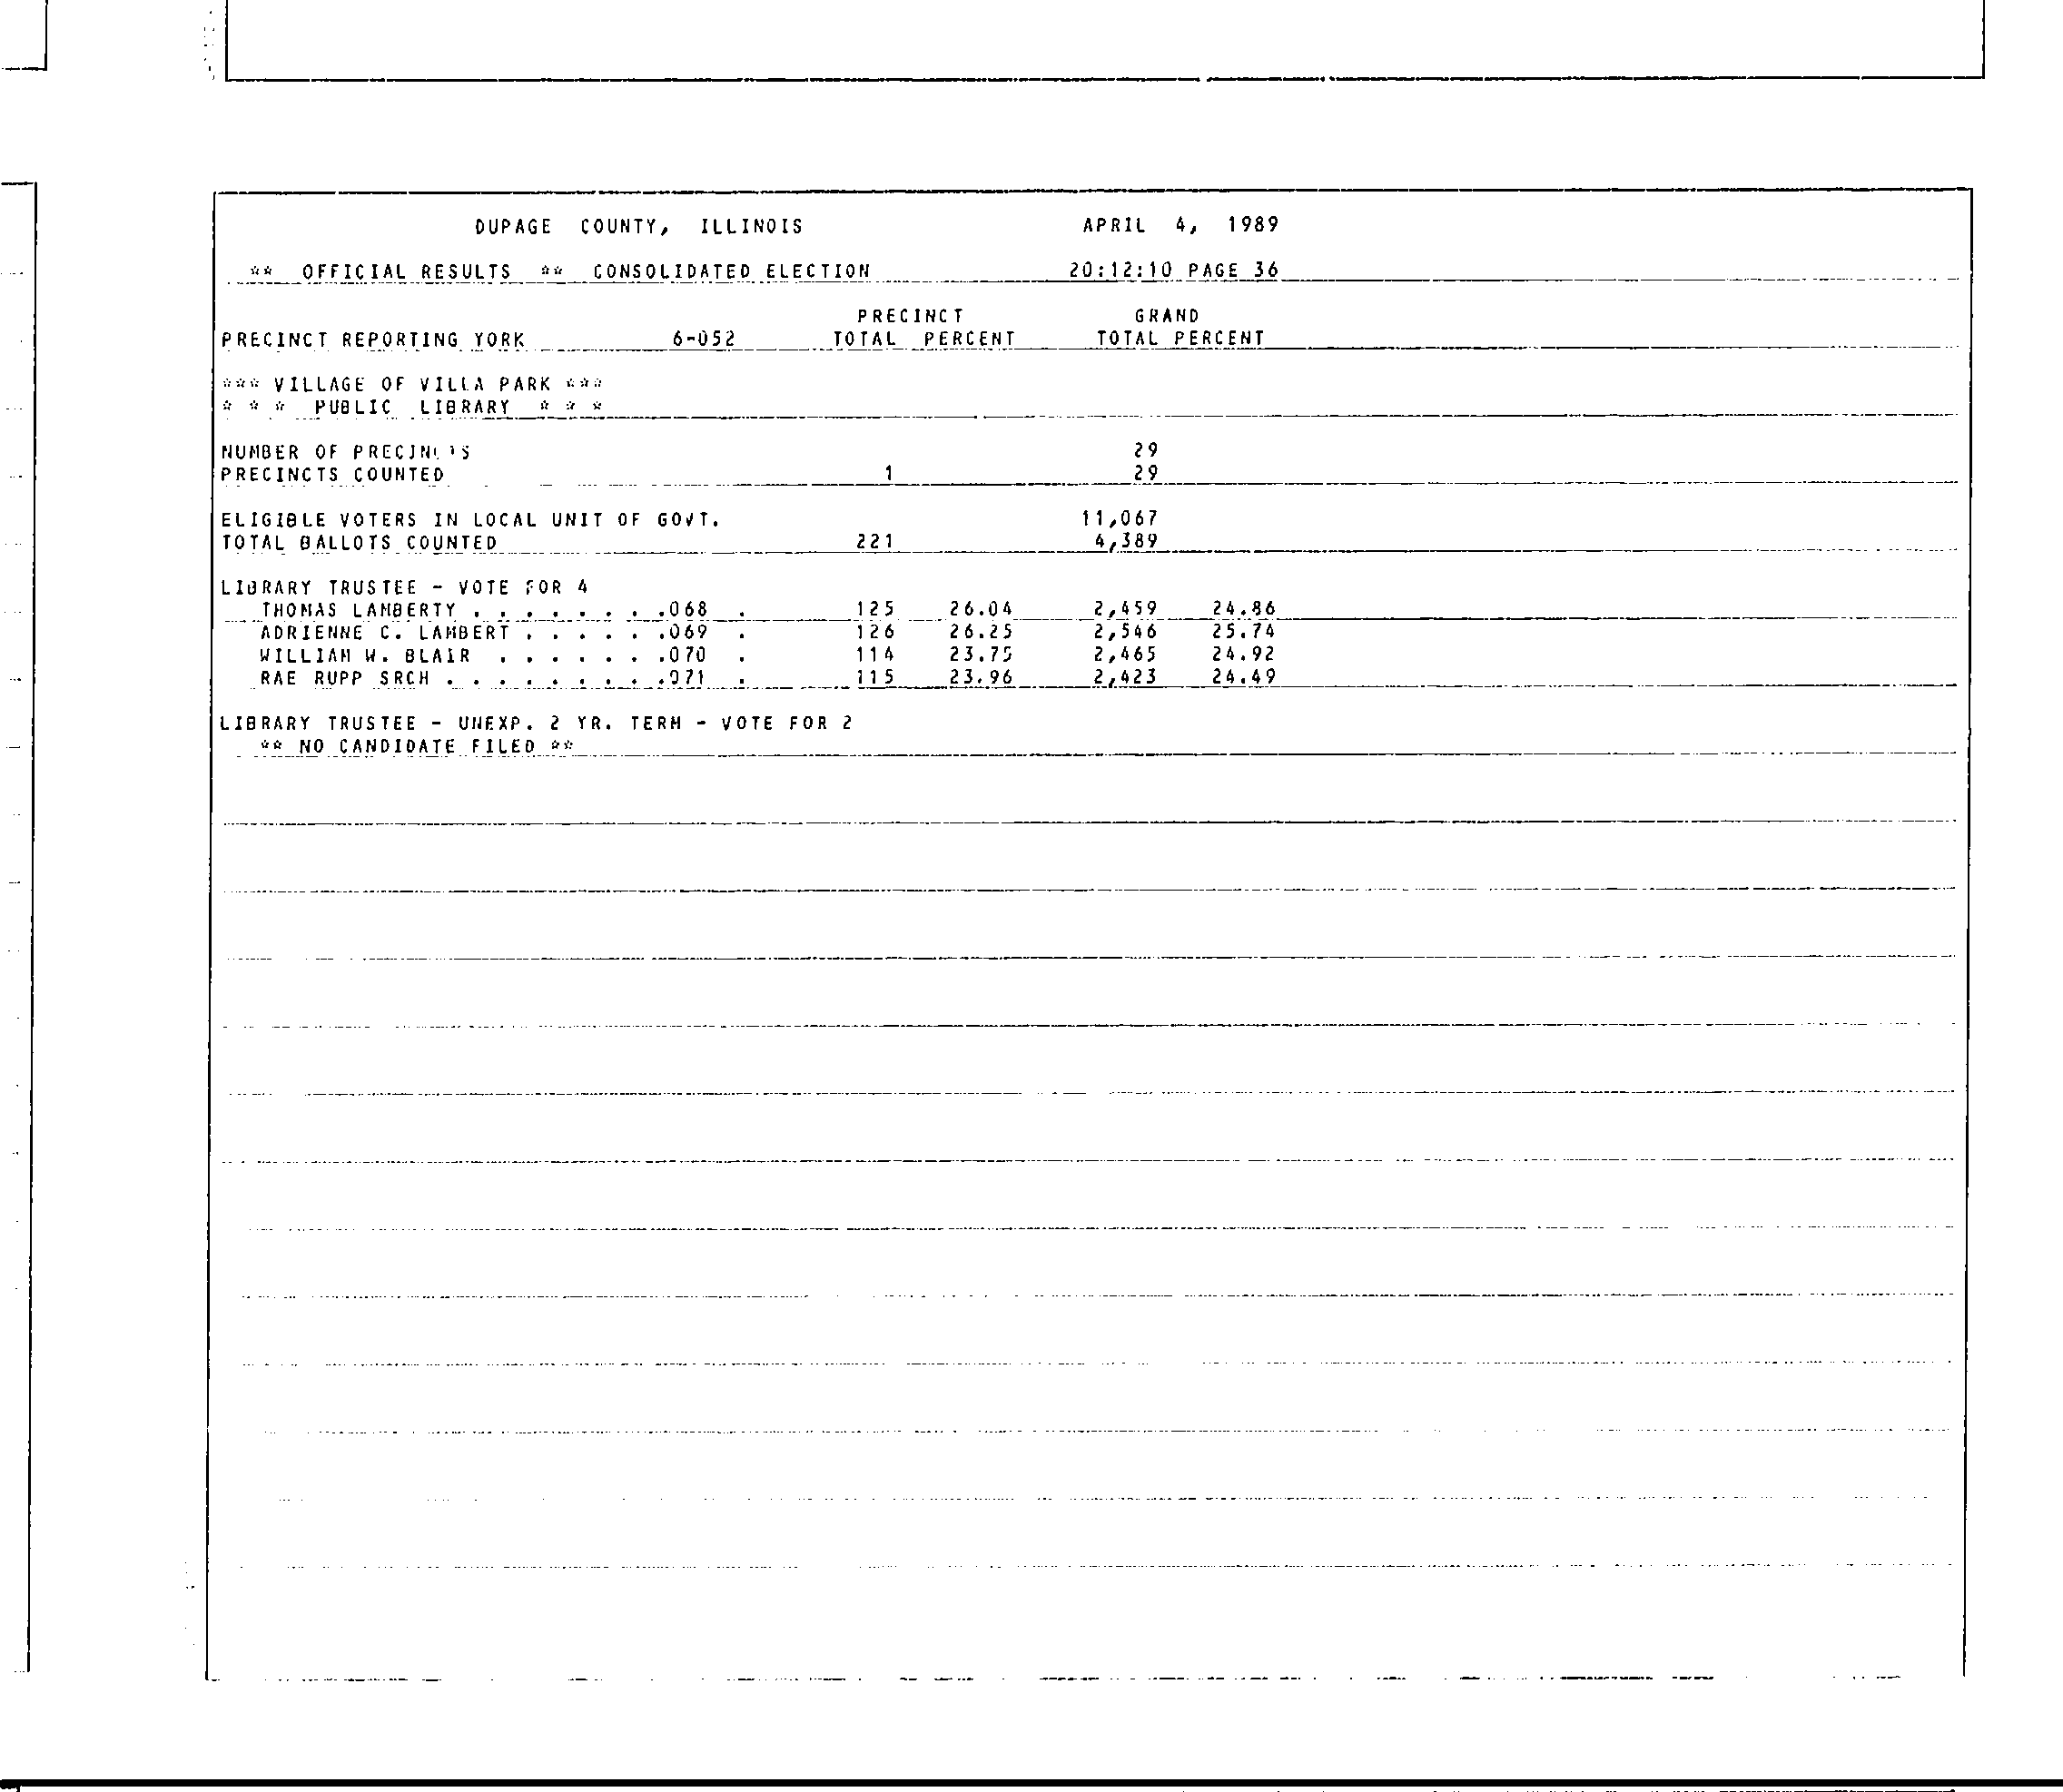 DUPAGE COUNTY, ILLINOIS APRIL 4, 1989
** OFFICIAL RESULTS ** CONSOLIDATED ELECTION 20:12:10 PAGE 36
PRECINCT GRAND
PRECINCT REPORTING YORK 6-052 TOTAL PERCENT TOTAL PERCENT
*** VILLAGE OF VILLA PARK ***
* * * PUBLIC LIBRARY * * *
NUMBER OF PRECINCTS 29
PRECINCTS COUNTED 1 29
ELIGIBLE VOTERS IN LOCAL UNIT OF GOVT. 11,067
TOTAL BALLOTS COUNTED 221 4,389
LIBRARY TRUSTEE - VOTE FOR 4
THOMAS LAMBERTY . . . . . . . .068 . 125 26.04 2,459 24.86
ADRIENNE C. LAMBERT . . . . . .069 . 126 26.25 2,546 25.74
WILLIAM W. BLAIR . . . . . . .070 . 114 23.75 2,465 24.92
RAE RUPP SRCH . . . . . . . . .071 . 115 23.96 2,423 24.49
LIBRARY TRUSTEE - UNEXP. 2 YR. TERM - VOTE FOR 2
** NO CANDIDATE FILED **